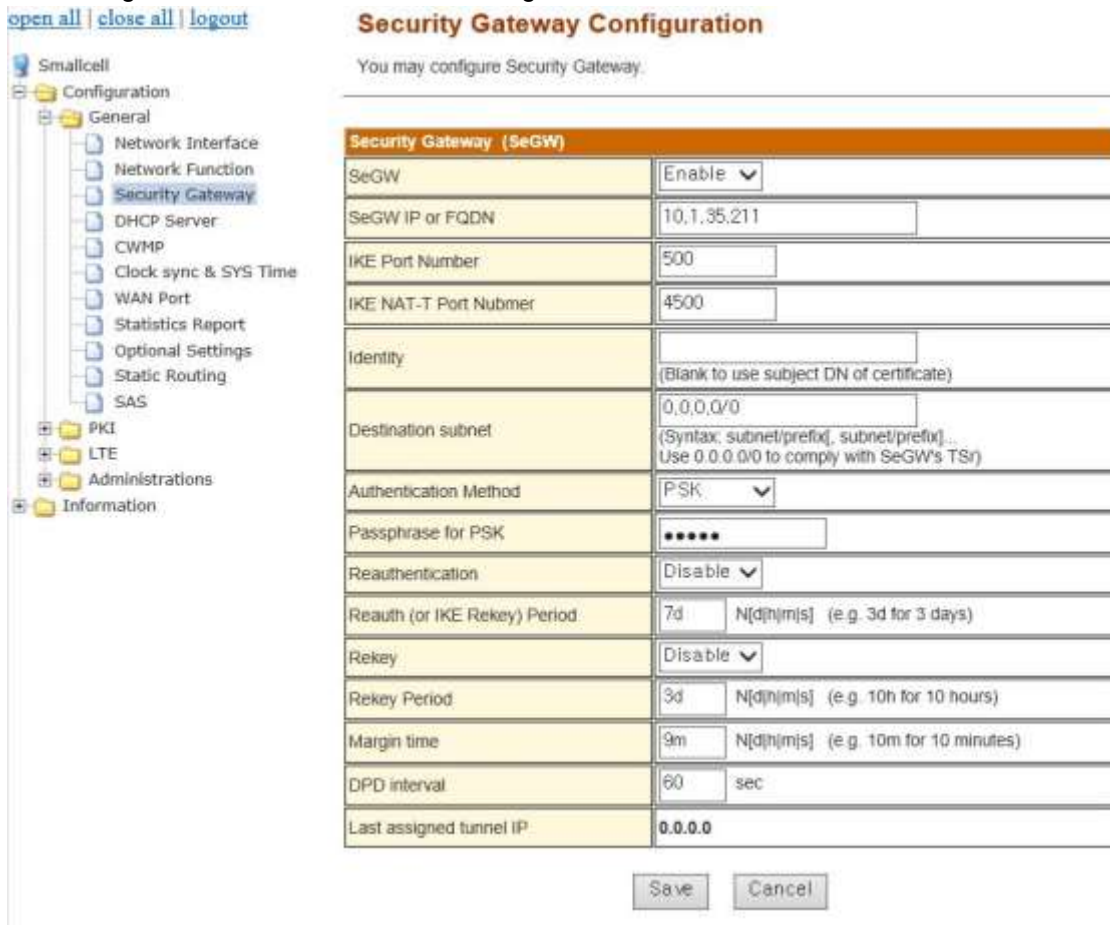 open all | close all | logout
Smallcell
Configuration
General
Network Interface
Network Function
Security Gateway
DHCP Server
CWMP
Clock sync & SYS Time
WAN Port
Statistics Report
Optional Settings
Static Routing
SAS
PKI
LTE
Administrations
Information
Security Gateway Configuration
You may configure Security Gateway.
Security Gateway (SeGW)
SeGW Enable
SeGW IP or FQDN 10.1.35.211
IKE Port Number 500
IKE NAT-T Port Nubmer 4500
Identity
(Blank to use subject DN of certificate)
Destination subnet 0.0.0.0/0
(Syntax: subnet/prefix[, subnet/prefix]...
Use 0.0.0.0/0 to comply with SeGW's TSr)
Authentication Method PSK
Passphrase for PSK •••••
Reauthentication Disable
Reauth (or IKE Rekey) Period 7d N[d|h|m|s] (e.g. 3d for 3 days)
Rekey Disable
Rekey Period 3d N[d|h|m|s] (e.g. 10h for 10 hours)
Margin time 9m N[d|h|m|s] (e.g. 10m for 10 minutes)
DPD interval 60 sec
Last assigned tunnel IP 0.0.0.0
Save Cancel